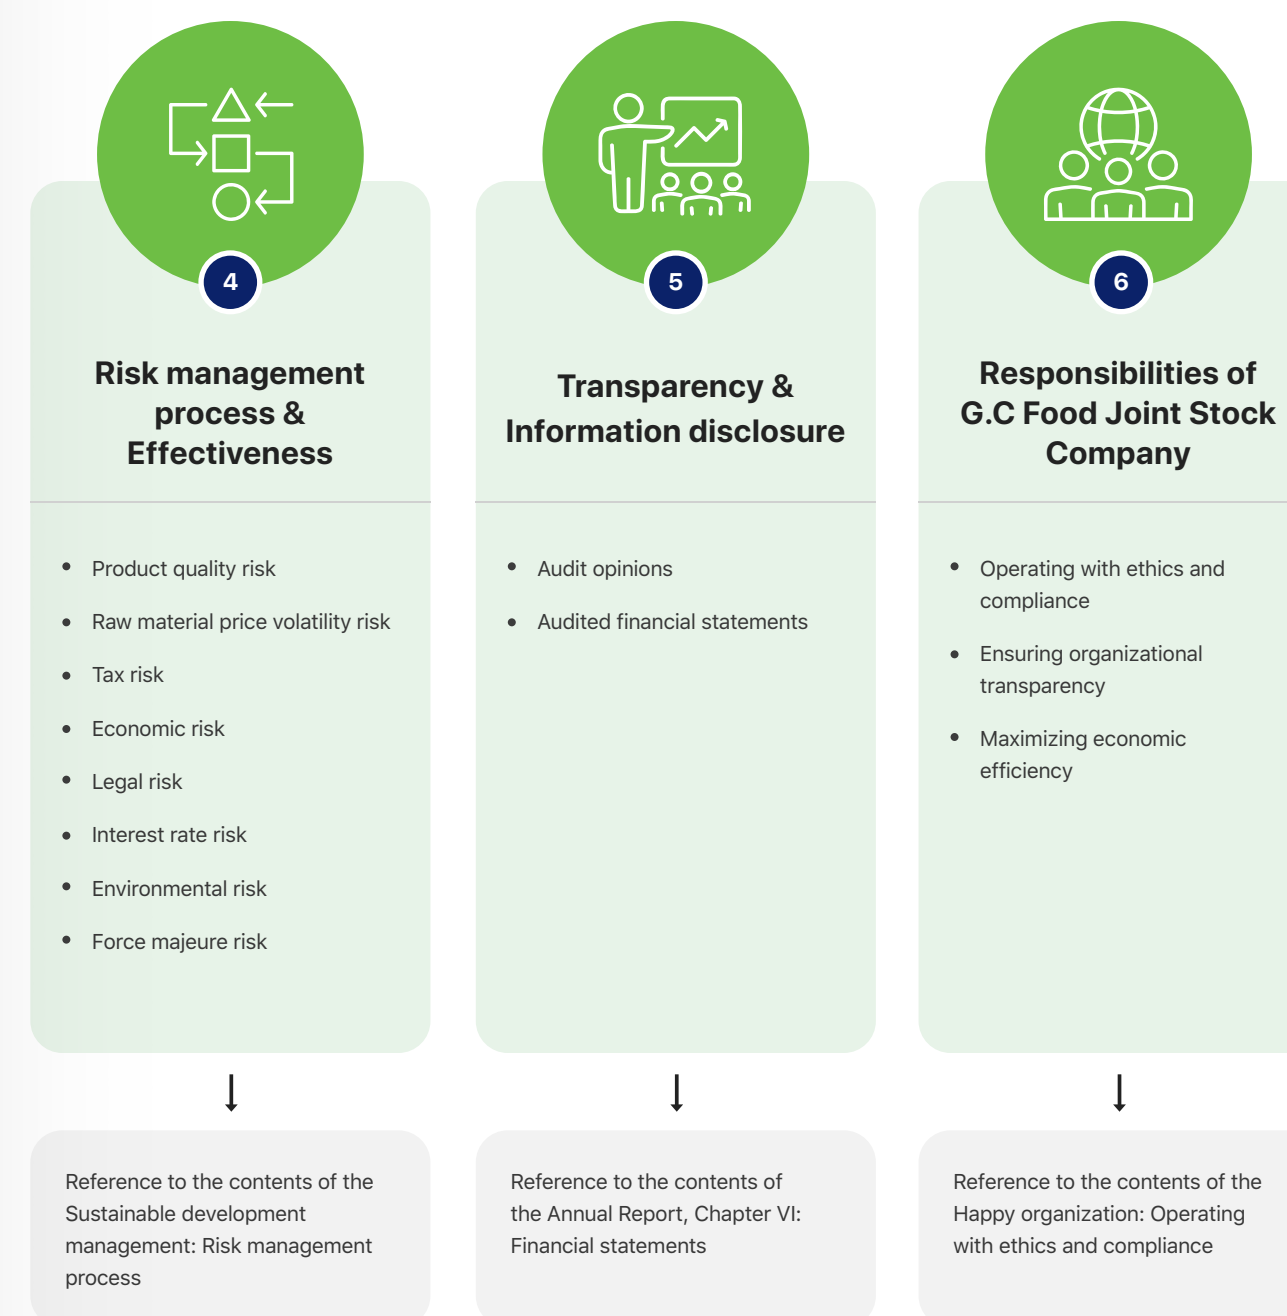 4
Risk management
process &
Effectiveness
Product quality risk
Raw material price volatility risk
Tax risk
Economic risk
Legal risk
Interest rate risk
Environmental risk
Force majeure risk
Reference to the contents of the
Sustainable development
management: Risk management
process
5
Transparency &
Information disclosure
Audit opinions
Audited financial statements
Reference to the contents of
the Annual Report, Chapter VI:
Financial statements
6
Responsibilities of
G.C Food Joint Stock
Company
Operating with ethics and
compliance
Ensuring organizational
transparency
Maximizing economic
efficiency
Reference to the contents of the
Happy organization: Operating
with ethics and compliance